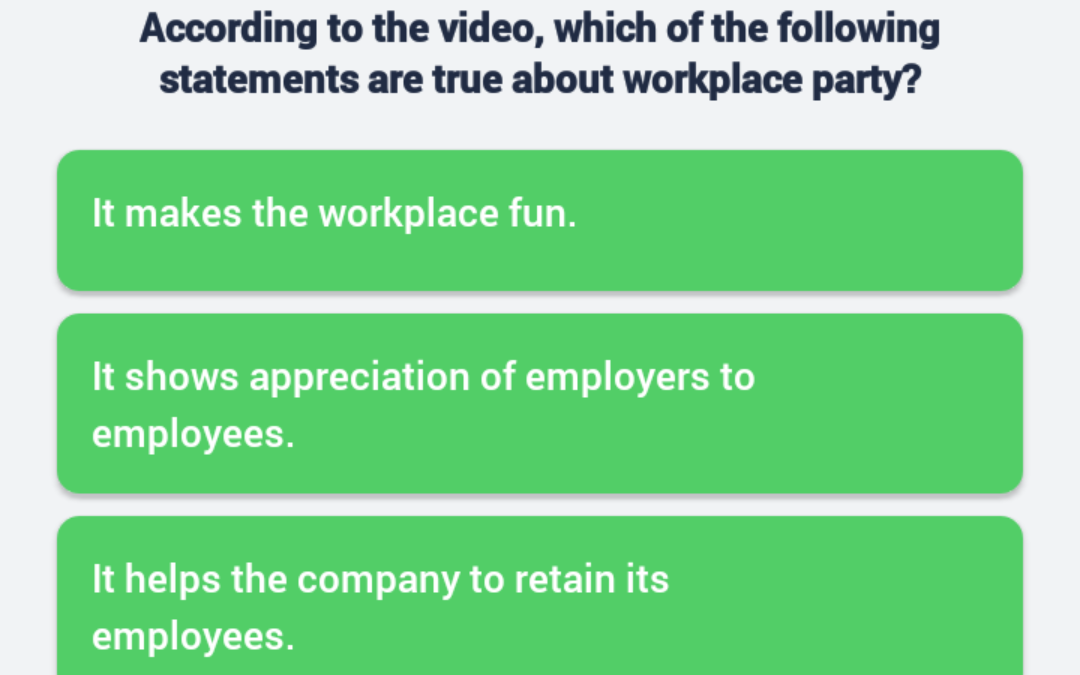 According to the video, which of the following
statements are true about workplace party?
It makes the workplace fun.
It shows appreciation of employers to
employees.
It helps the company to retain its
employees.